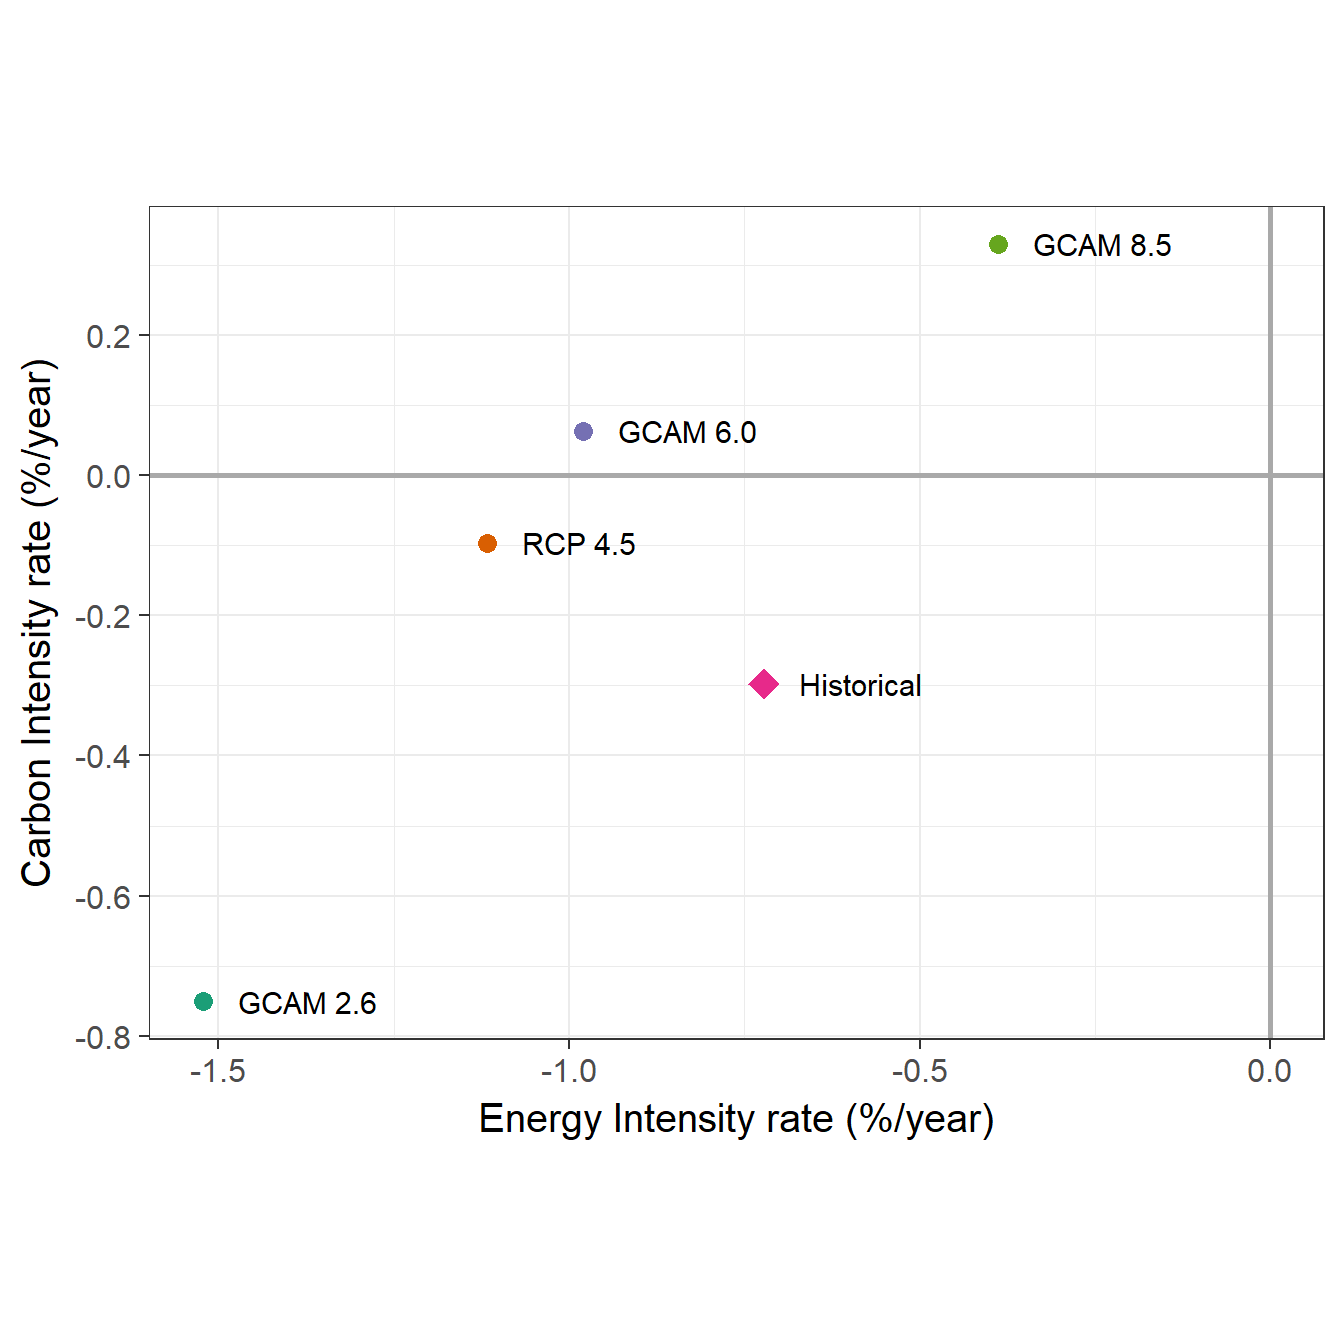 GCAM 8.5
0.2
GCAM 6.0
0.0
RCP 4.5
-0.2
Historical
-0.4
-0.6
GCAM 2.6
-0.8
-1.5
-1.0
-0.5
0.0
Energy Intensity rate (%/year)
Carbon Intensity rate (%/year)